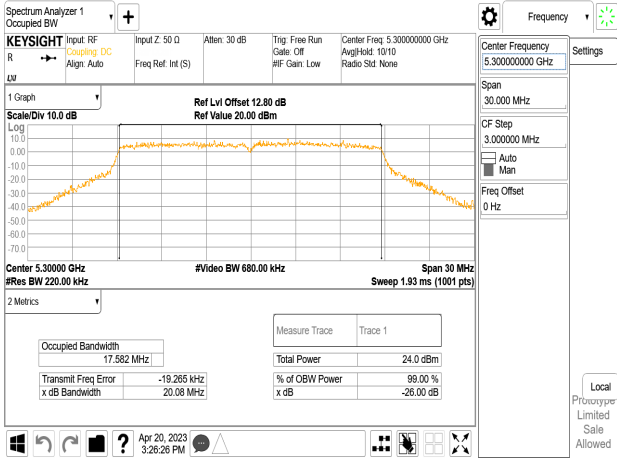 Spectrum Analyzer 1
Occupied BW
Frequency
KEYSIGHT
R
LXI
Input: RF
Coupling: DC
Align: Auto
Input Z: 50 Ω
Freq Ref: Int (S)
Atten: 30 dB
Trig: Free Run
Gate: Off
#IF Gain: Low
Center Freq: 5.300000000 GHz
Avg|Hold: 10/10
Radio Std: None
Center Frequency
5.300000000 GHz
Settings
Span
30.000 MHz
CF Step
3.000000 MHz
Auto
Man
Freq Offset
0 Hz
1 Graph
Scale/Div 10.0 dB
Ref Lvl Offset 12.80 dB
Ref Value 20.00 dBm
Log
10.0
0.00
-10.0
-20.0
-30.0
-40.0
-50.0
-60.0
-70.0
Center 5.30000 GHz
#Res BW 220.00 kHz
#Video BW 680.00 kHz
Span 30 MHz
Sweep 1.93 ms (1001 pts)
2 Metrics
Measure Trace Trace 1
Occupied Bandwidth
17.582 MHz
Total Power 24.0 dBm
Transmit Freq Error -19.265 kHz
% of OBW Power 99.00 %
x dB Bandwidth 20.08 MHz
x dB -26.00 dB
Local
Prototype
Limited
Sale
Allowed
Apr 20, 2023
3:26:26 PM